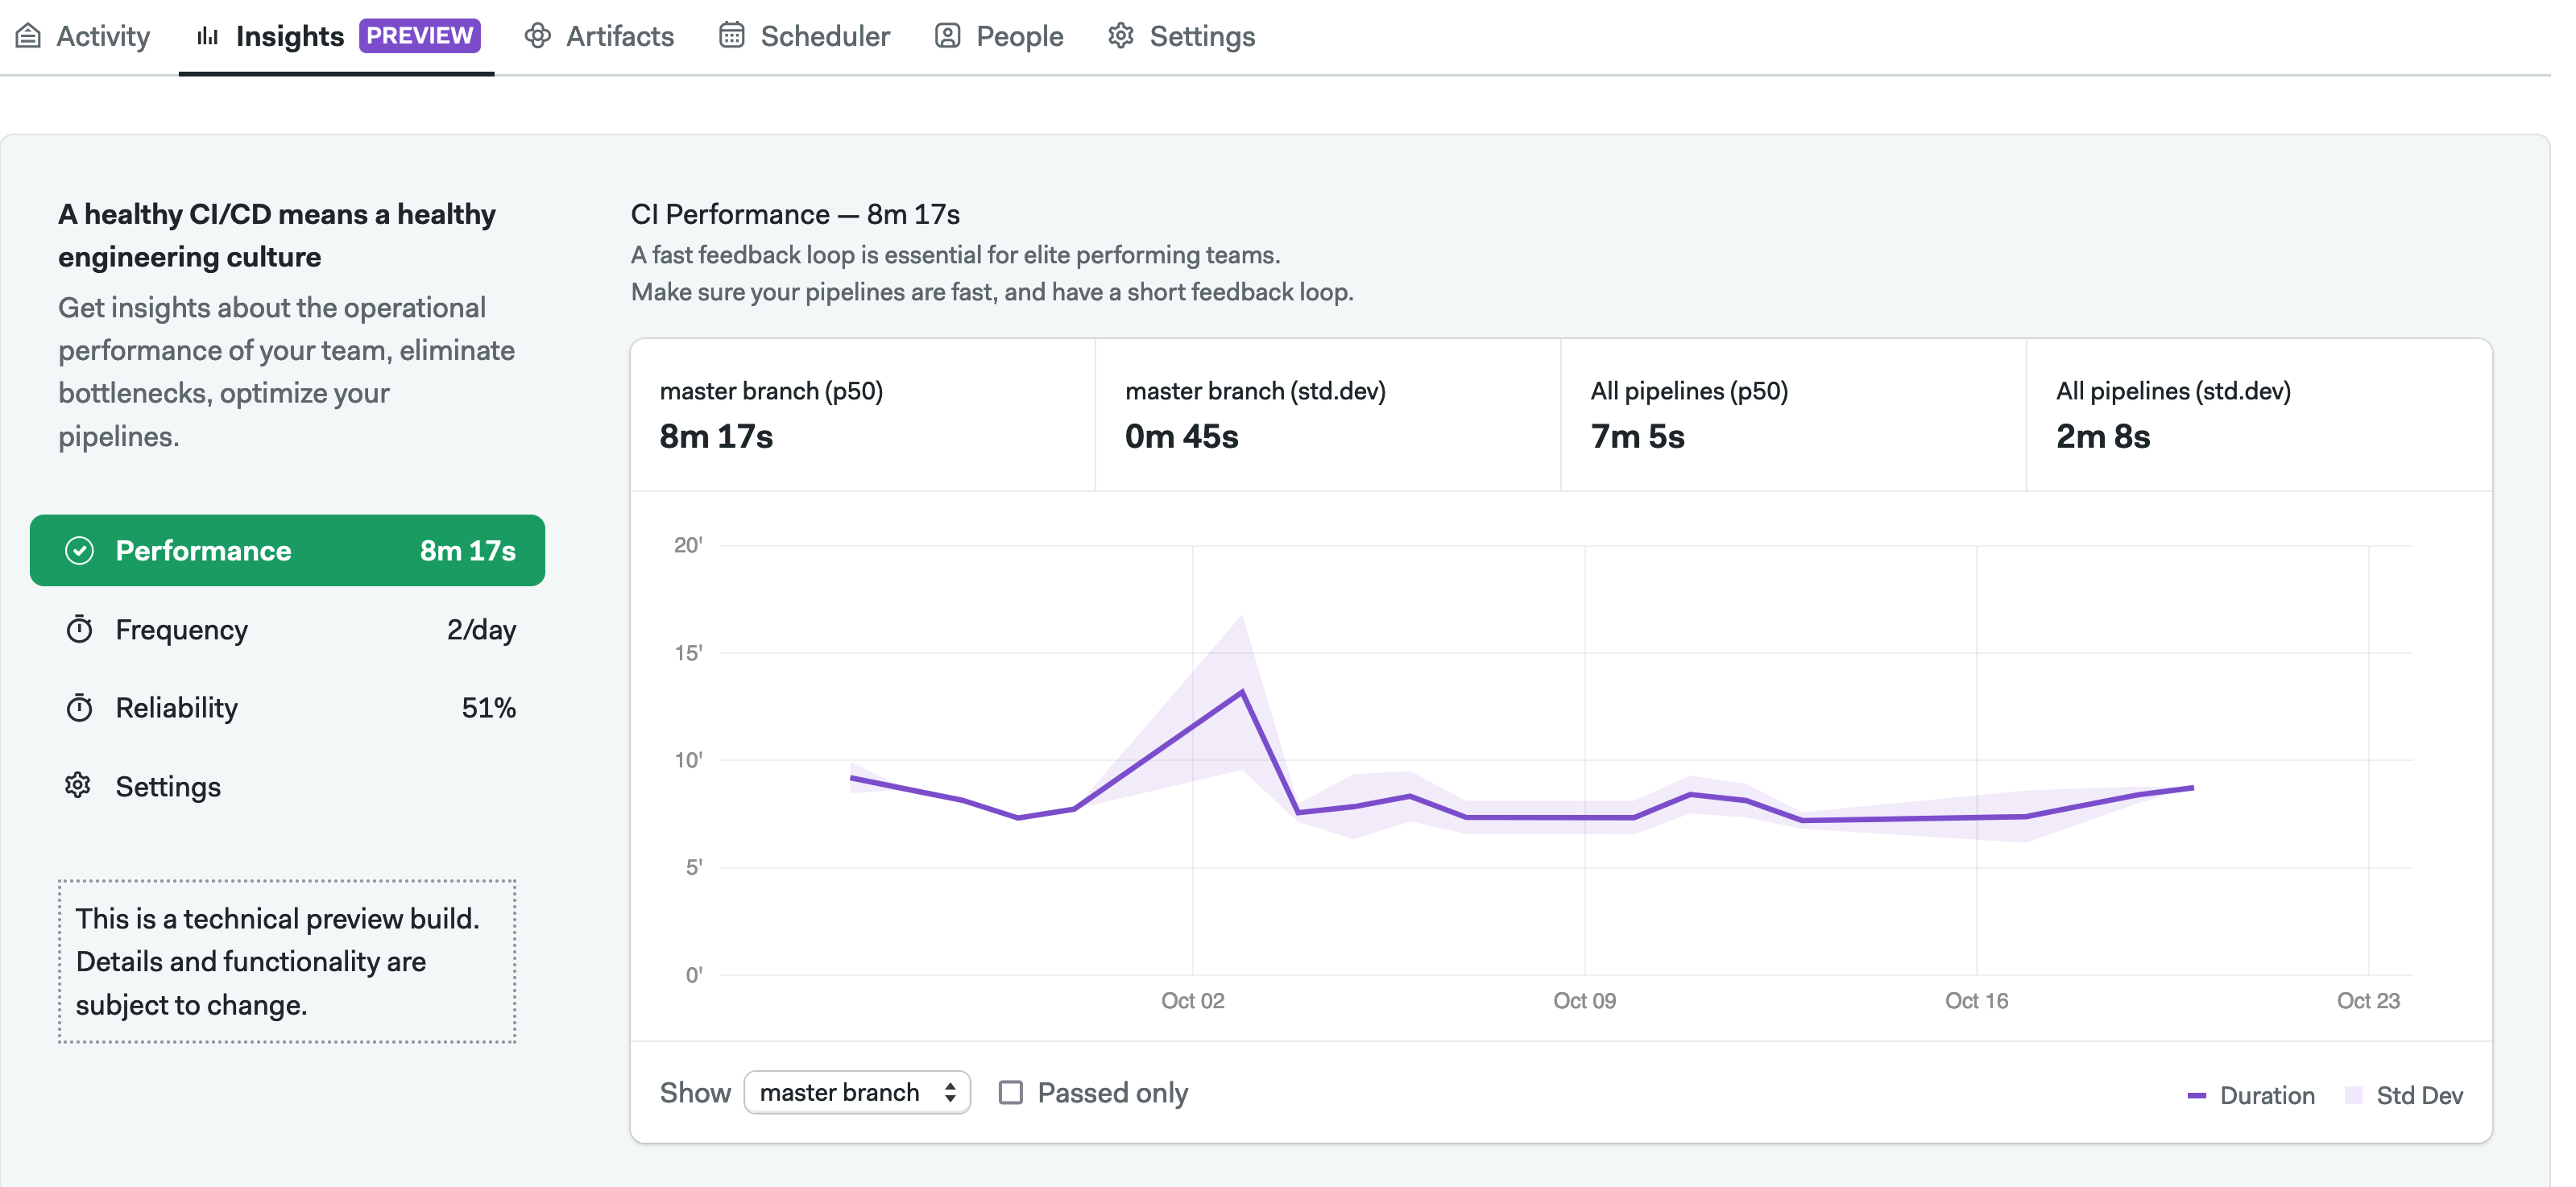 Activity
Insights PREVIEW
Artifacts
Scheduler
People
Settings
A healthy CI/CD means a healthy
engineering culture
Get insights about the operational
performance of your team, eliminate
bottlenecks, optimize your
pipelines.
Performance 8m 17s
Frequency 2/day
Reliability 51%
Settings
This is a technical preview build.
Details and functionality are
subject to change.
CI Performance — 8m 17s
A fast feedback loop is essential for elite performing teams.
Make sure your pipelines are fast, and have a short feedback loop.
master branch (p50)
8m 17s
master branch (std.dev)
0m 45s
All pipelines (p50)
7m 5s
All pipelines (std.dev)
2m 8s
20'
15'
10'
5'
0'
Oct 02
Oct 09
Oct 16
Oct 23
Show master branch Passed only
Duration Std Dev